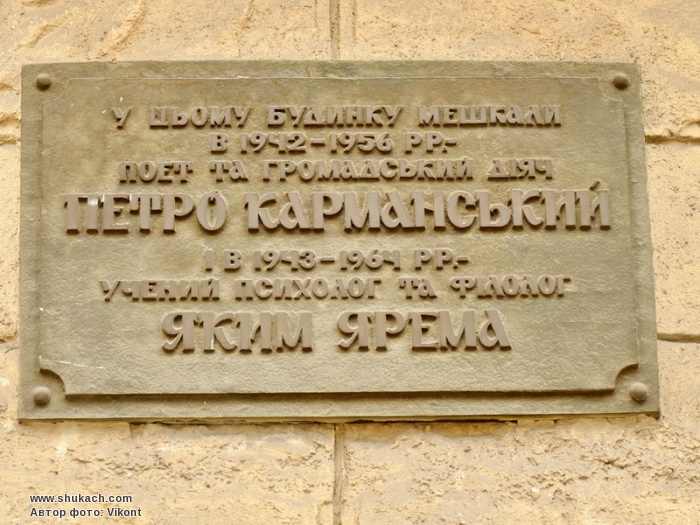 У ЦЬОМУ БУДИНКУ МЕШКАЛИ
В 1942–1956 РР.–
ПОЕТ ТА ГРОМАДСЬКИЙ ДІЯЧ
ПЕТРО КАРМАНСЬКИЙ
І В 1943–1964 РР.–
УЧЕНИЙ ПСИХОЛОГ ТА ФІЛОЛОГ
ЯКИМ ЯРЕМА
www.shukach.com
Автор фото: Vikont